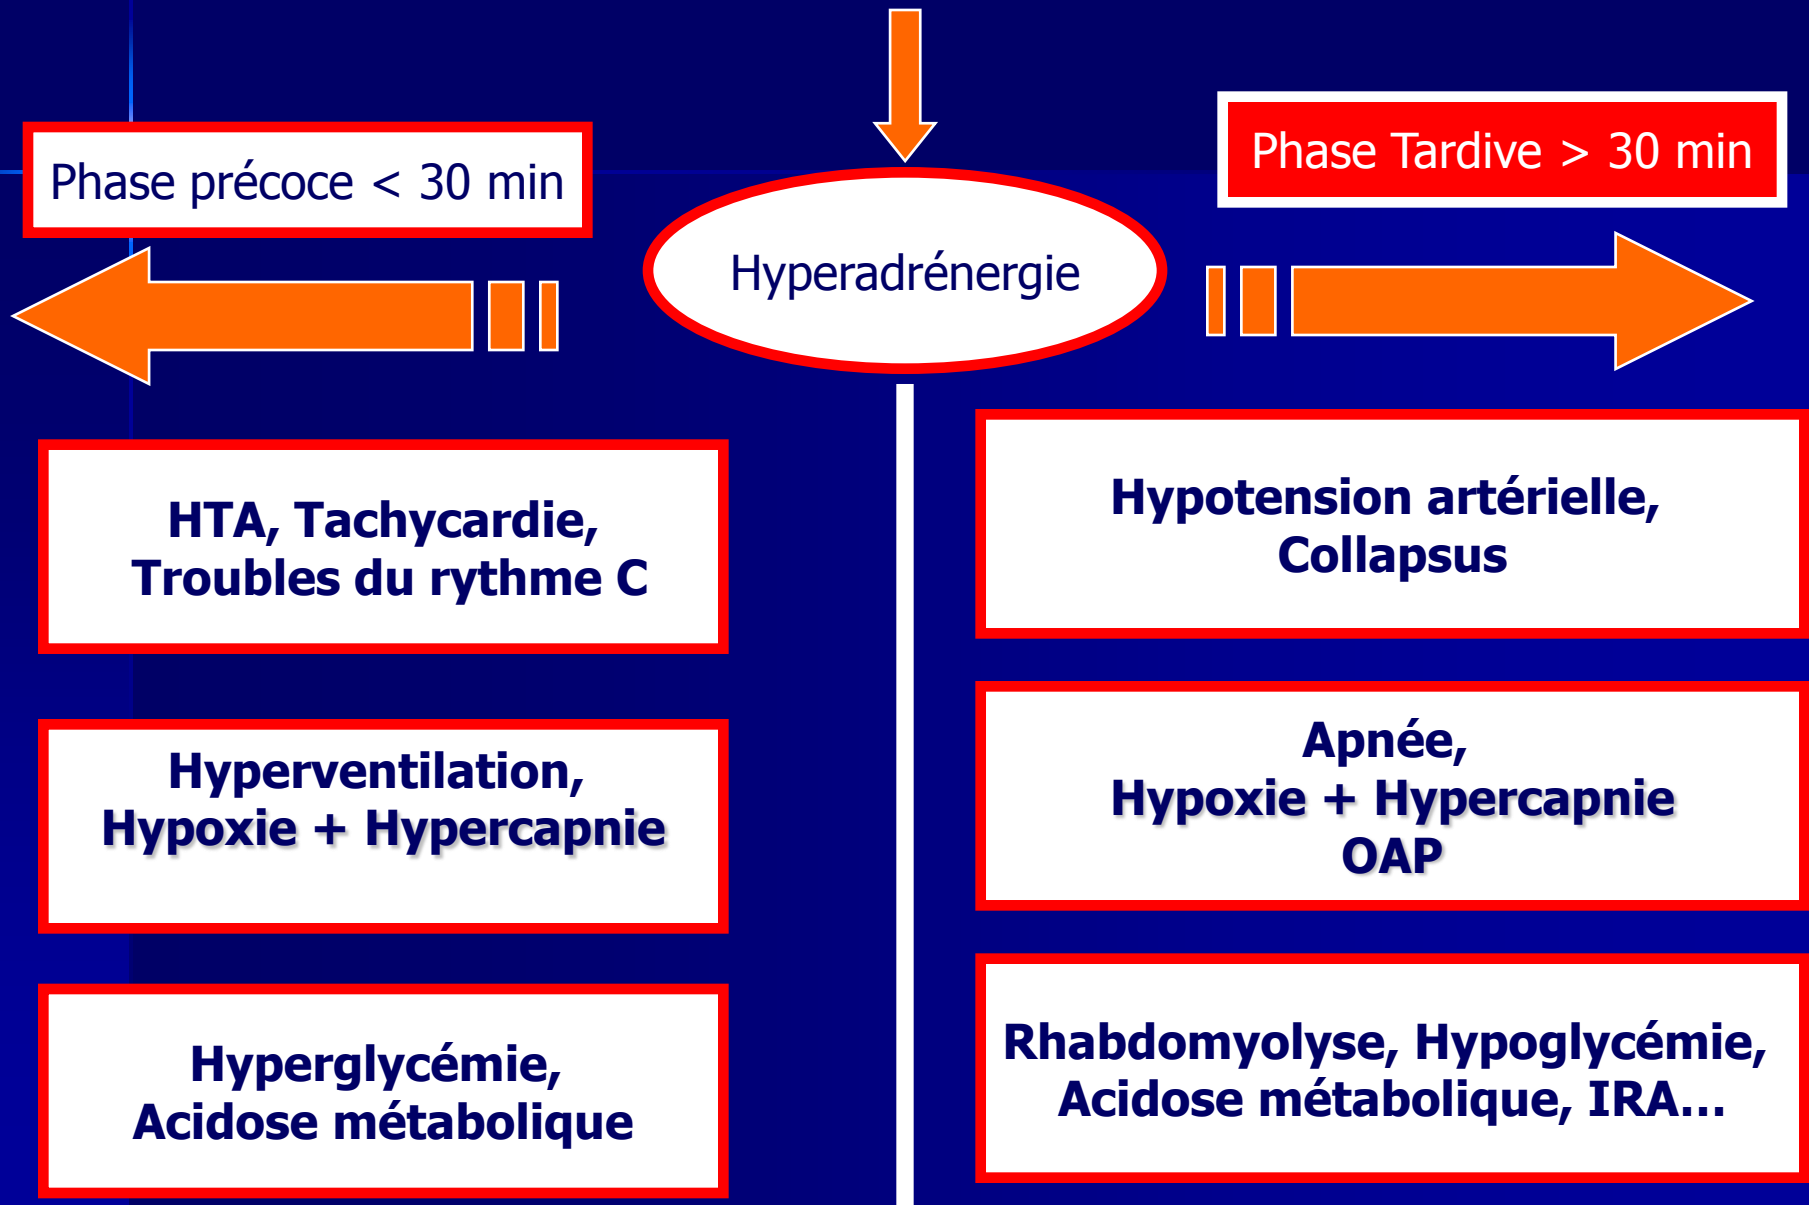 Phase précoce < 30 min
Hyperadrénergie
Phase Tardive > 30 min
HTA, Tachycardie,
Troubles du rythme C
Hyperventilation,
Hypoxie + Hypercapnie
Hyperglycémie,
Acidose métabolique
Hypotension artérielle,
Collapsus
Apnée,
Hypoxie + Hypercapnie
OAP
Rhabdomyolyse, Hypoglycémie,
Acidose métabolique, IRA...